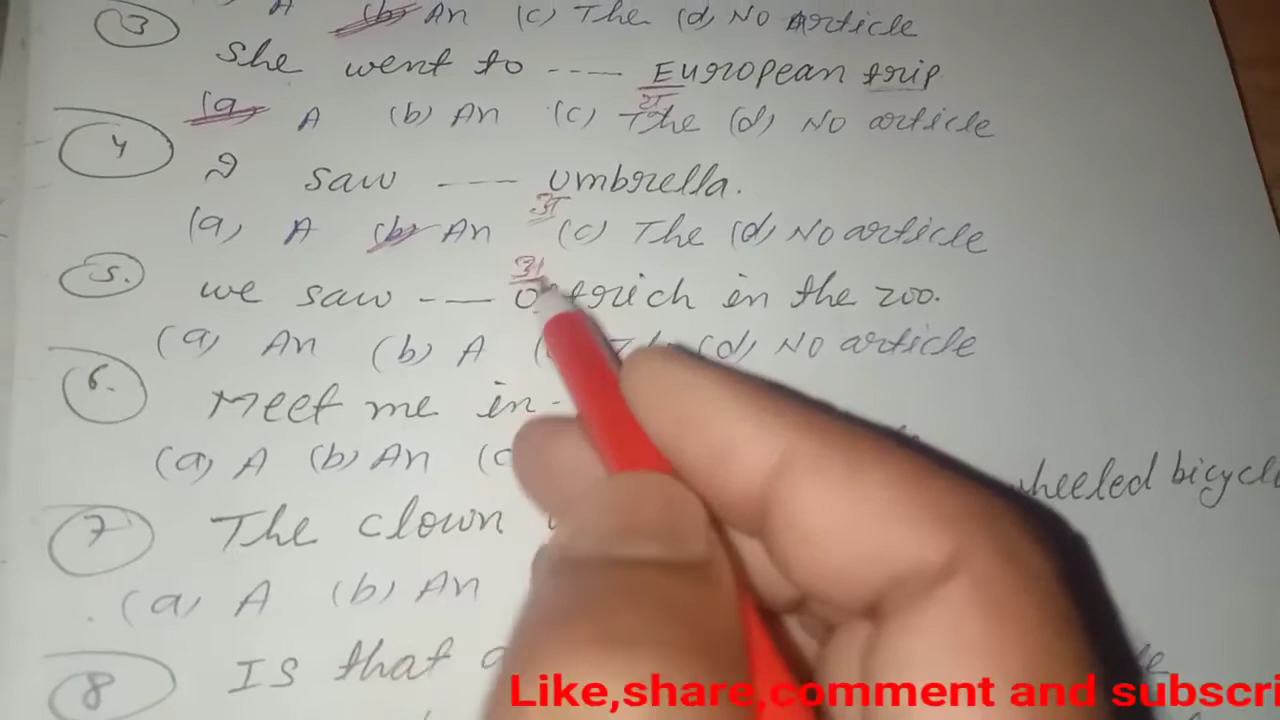 A (b) An (c) The (d) No Article
3
She went to ---- European trip
य
(a) A (b) An (c) The (d) No article
4
I saw --- Umbrella.
अ
(a) A (b) An (c) The (d) No article
5.
ऑ
We saw --- Ostrich in the zoo.
(a) An (b) A (d) No article
6.
Meet me in -
(a) A (b) An (c
wheeled bicycle
7
The clown
(a) A (b) An
8
Is that
Like,share,comment and subscri